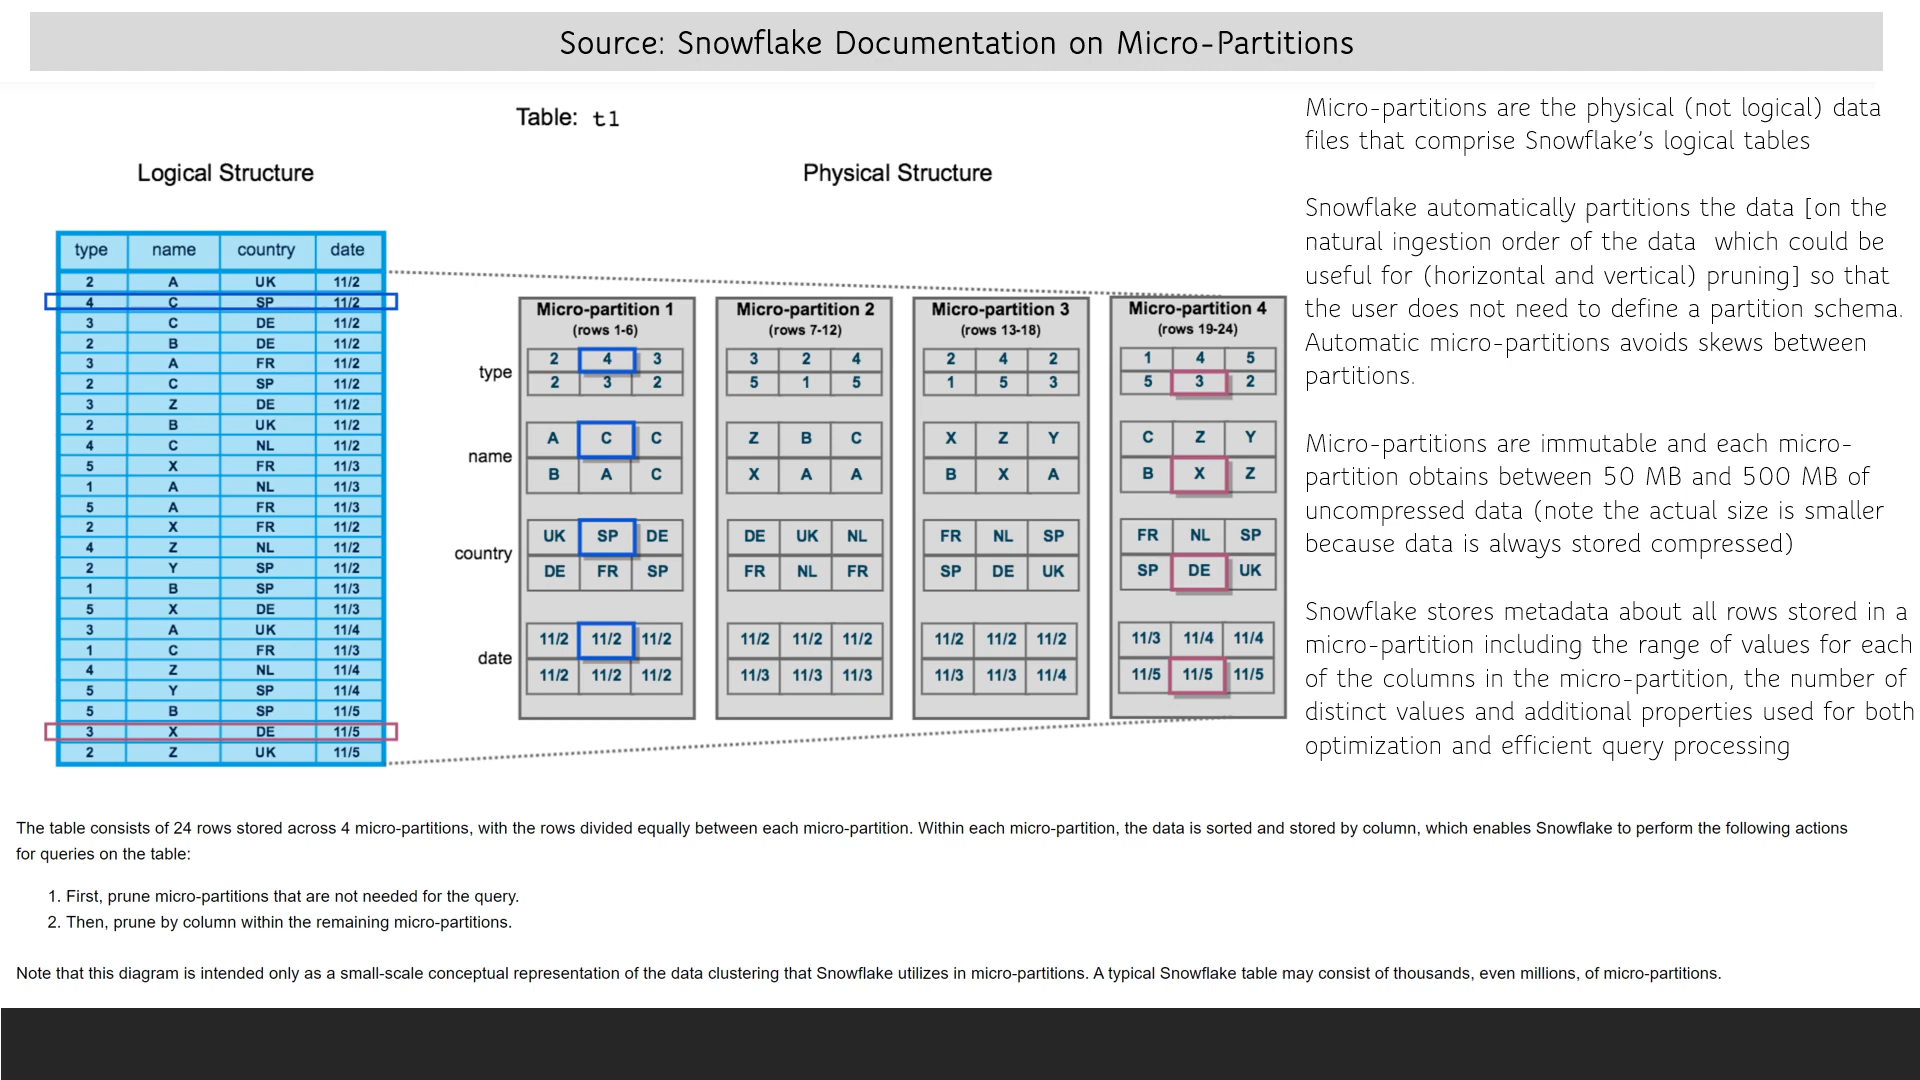 Source: Snowflake Documentation on Micro-Partitions
Table: t1
Logical Structure
Physical Structure
type name country date
2 A UK 11/2
4 C SP 11/2
3 C DE 11/2
2 B DE 11/2
3 A FR 11/2
2 C SP 11/2
3 Z DE 11/2
2 B UK 11/2
4 C NL 11/2
5 X FR 11/3
1 A NL 11/3
5 A FR 11/3
2 X FR 11/2
4 Z NL 11/2
2 Y SP 11/2
1 B SP 11/3
5 X DE 11/3
3 A UK 11/4
1 C FR 11/3
4 Z NL 11/4
5 Y SP 11/4
5 B SP 11/5
3 X DE 11/5
2 Z UK 11/5
Micro-partition 1 Micro-partition 2 Micro-partition 3 Micro-partition 4
(rows 1-6) (rows 7-12) (rows 13-18) (rows 19-24)
type
2 4 3 3 2 4 2 4 2 1 4 5
2 3 2 5 1 5 1 5 3 5 3 2
name
A C C Z B C X Z Y C Z Y
B A C X A A B X A B X Z
country
UK SP DE DE UK NL FR NL SP FR NL SP
DE FR SP FR NL FR SP DE UK SP DE UK
date
11/2 11/2 11/2 11/2 11/2 11/2 11/2 11/2 11/2 11/3 11/4 11/4
11/2 11/2 11/2 11/3 11/3 11/3 11/3 11/3 11/4 11/5 11/5 11/5
Micro-partitions are the physical (not logical) data
files that comprise Snowflake's logical tables
Snowflake automatically partitions the data [on the
natural ingestion order of the data which could be
useful for (horizontal and vertical) pruning] so that
the user does not need to define a partition schema.
Automatic micro-partitions avoids skews between
partitions.
Micro-partitions are immutable and each micro-
partition obtains between 50 MB and 500 MB of
uncompressed data (note the actual size is smaller
because data is always stored compressed)
Snowflake stores metadata about all rows stored in a
micro-partition including the range of values for each
of the columns in the micro-partition, the number of
distinct values and additional properties used for both
optimization and efficient query processing
The table consists of 24 rows stored across 4 micro-partitions, with the rows divided equally between each micro-partition. Within each micro-partition, the data is sorted and stored by column, which enables Snowflake to perform the following actions
for queries on the table:
1. First, prune micro-partitions that are not needed for the query.
2. Then, prune by column within the remaining micro-partitions.
Note that this diagram is intended only as a small-scale conceptual representation of the data clustering that Snowflake utilizes in micro-partitions. A typical Snowflake table may consist of thousands, even millions, of micro-partitions.